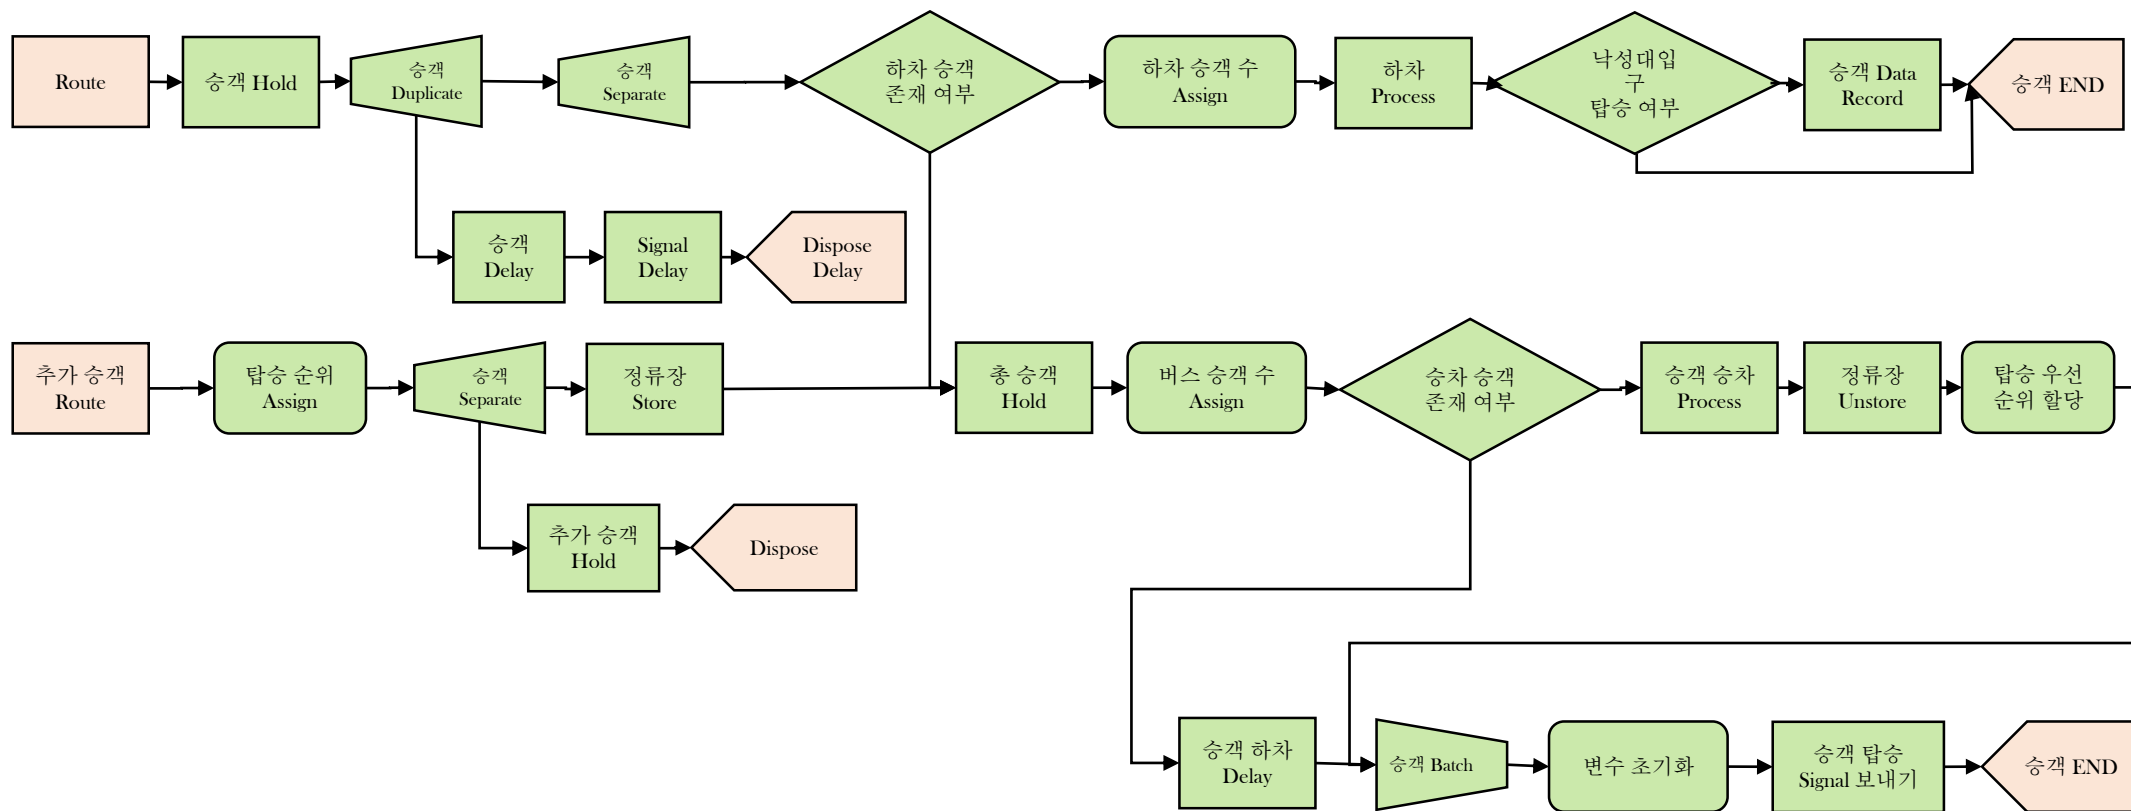 Route
승객 Hold
승객
Duplicate
승객
Separate
하차 승객
존재 여부
하차 승객 수
Assign
하차
Process
낙성대입
구
탑승 여부
승객 Data
Record
승객 END
승객
Delay
Signal
Delay
Dispose
Delay
추가 승객
Route
탑승 순위
Assign
승객
Separate
정류장
Store
총 승객
Hold
버스 승객 수
Assign
승차 승객
존재 여부
승객 승차
Process
정류장
Unstore
탑승 우선
순위 할당
추가 승객
Hold
Dispose
승객 하차
Delay
승객 Batch
변수 초기화
승객 탑승
Signal 보내기
승객 END